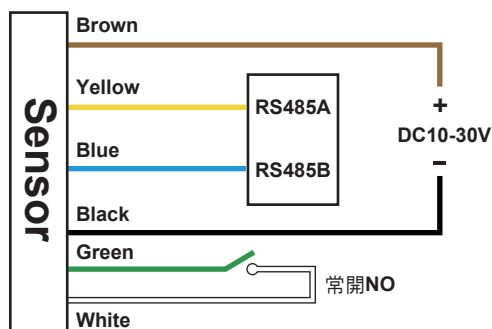 Sensor
Brown
Yellow
RS485A
+
DC10-30V
−
Blue
RS485B
Black
Green
常開NO
White